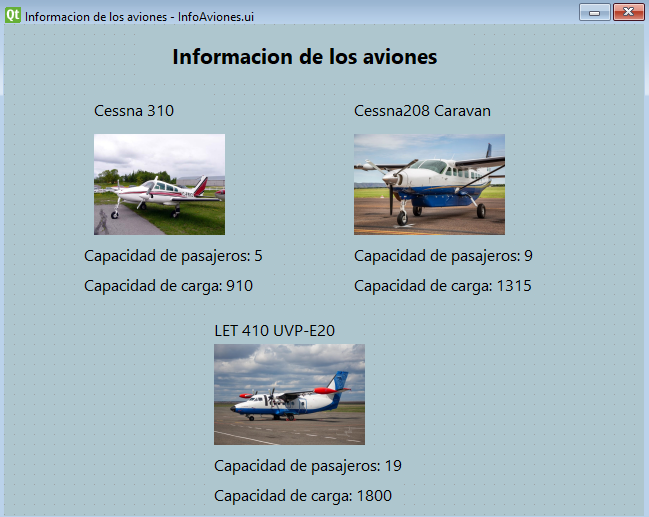 Qt Informacion de los aviones - InfoAviones.ui
Informacion de los aviones
Cessna 310
Cessna208 Caravan
Capacidad de pasajeros: 5
Capacidad de pasajeros: 9
Capacidad de carga: 910
Capacidad de carga: 1315
LET 410 UVP-E20
Capacidad de pasajeros: 19
Capacidad de carga: 1800